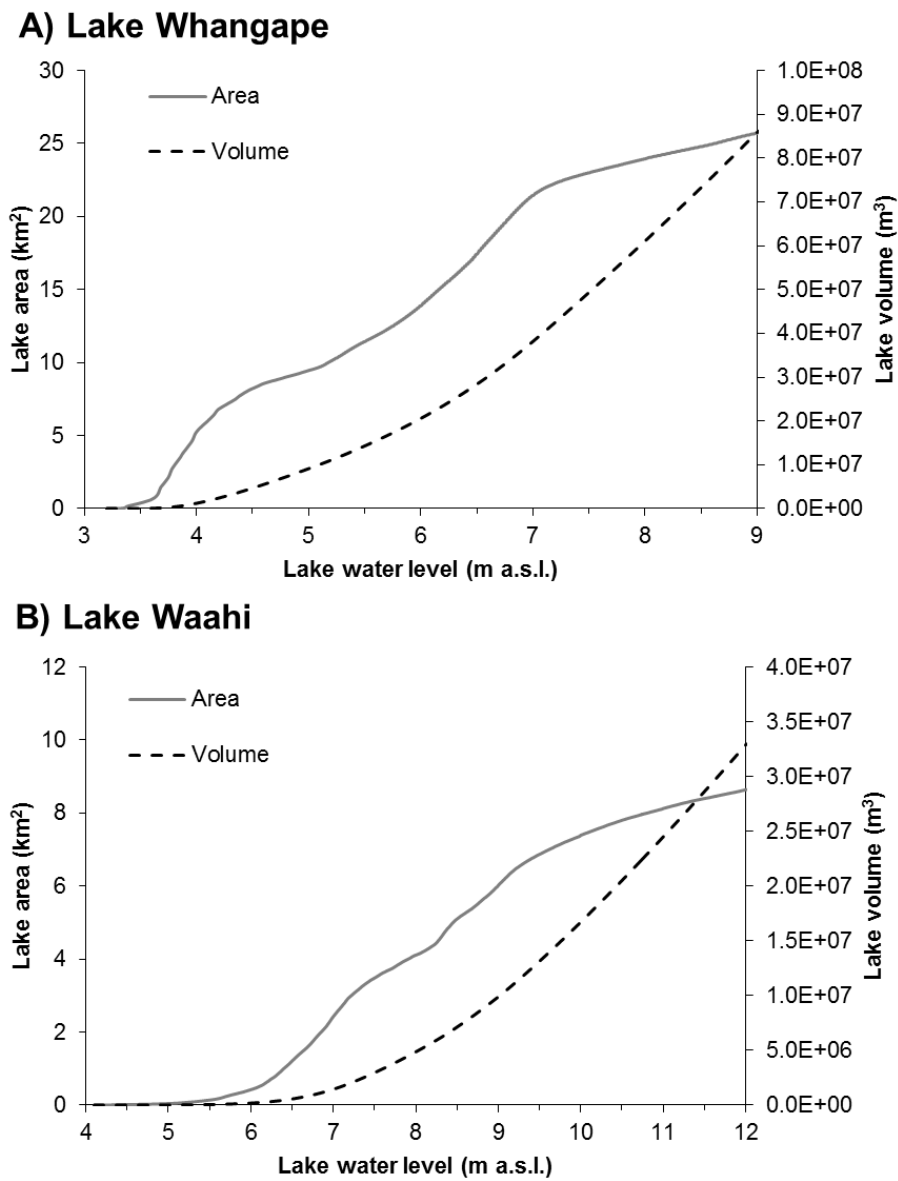 A) Lake Whangape
Area
Volume
30
25
20
15
10
5
0
Lake area (km²)
1.0E+08
9.0E+07
8.0E+07
7.0E+07
6.0E+07
5.0E+07
4.0E+07
3.0E+07
2.0E+07
1.0E+07
0.0E+00
Lake volume (m³)
3 4 5 6 7 8 9
Lake water level (m a.s.l.)
B) Lake Waahi
Area
Volume
12
10
8
6
4
2
0
Lake area (km²)
4.0E+07
3.5E+07
3.0E+07
2.5E+07
2.0E+07
1.5E+07
1.0E+07
5.0E+06
0.0E+00
Lake volume (m³)
4 5 6 7 8 9 10 11 12
Lake water level (m a.s.l.)